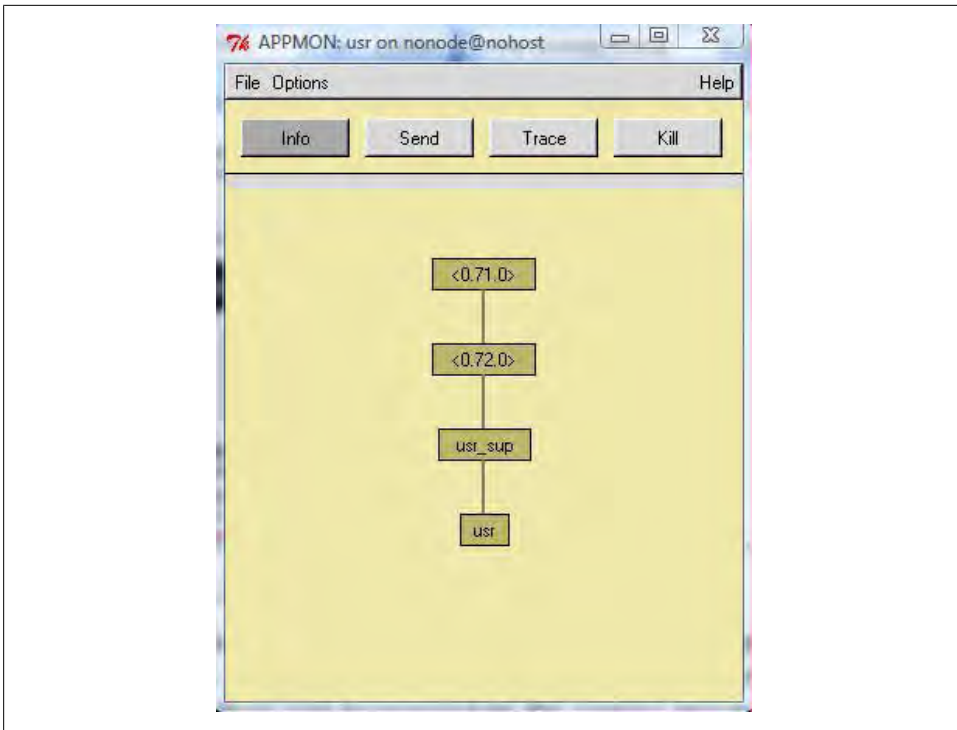 APPMON: usr on nonode@nohost
File Options Help
Info Send Trace Kill
<0.71.0>
<0.72.0>
usr_sup
usr